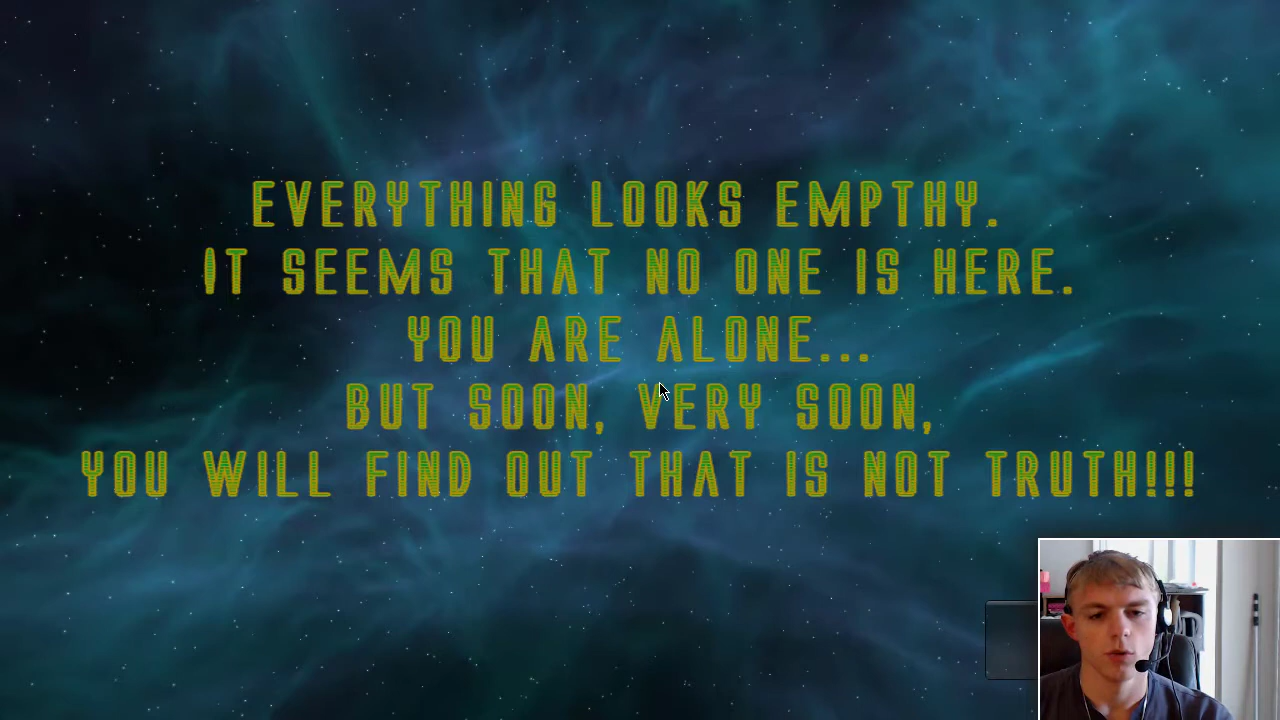 EVERYTHING LOOKS EMPTHY.
IT SEEMS THAT NO ONE IS HERE.
YOU ARE ALONE...
BUT SOON, VERY SOON,
YOU WILL FIND OUT THAT IS NOT TRUTH!!!